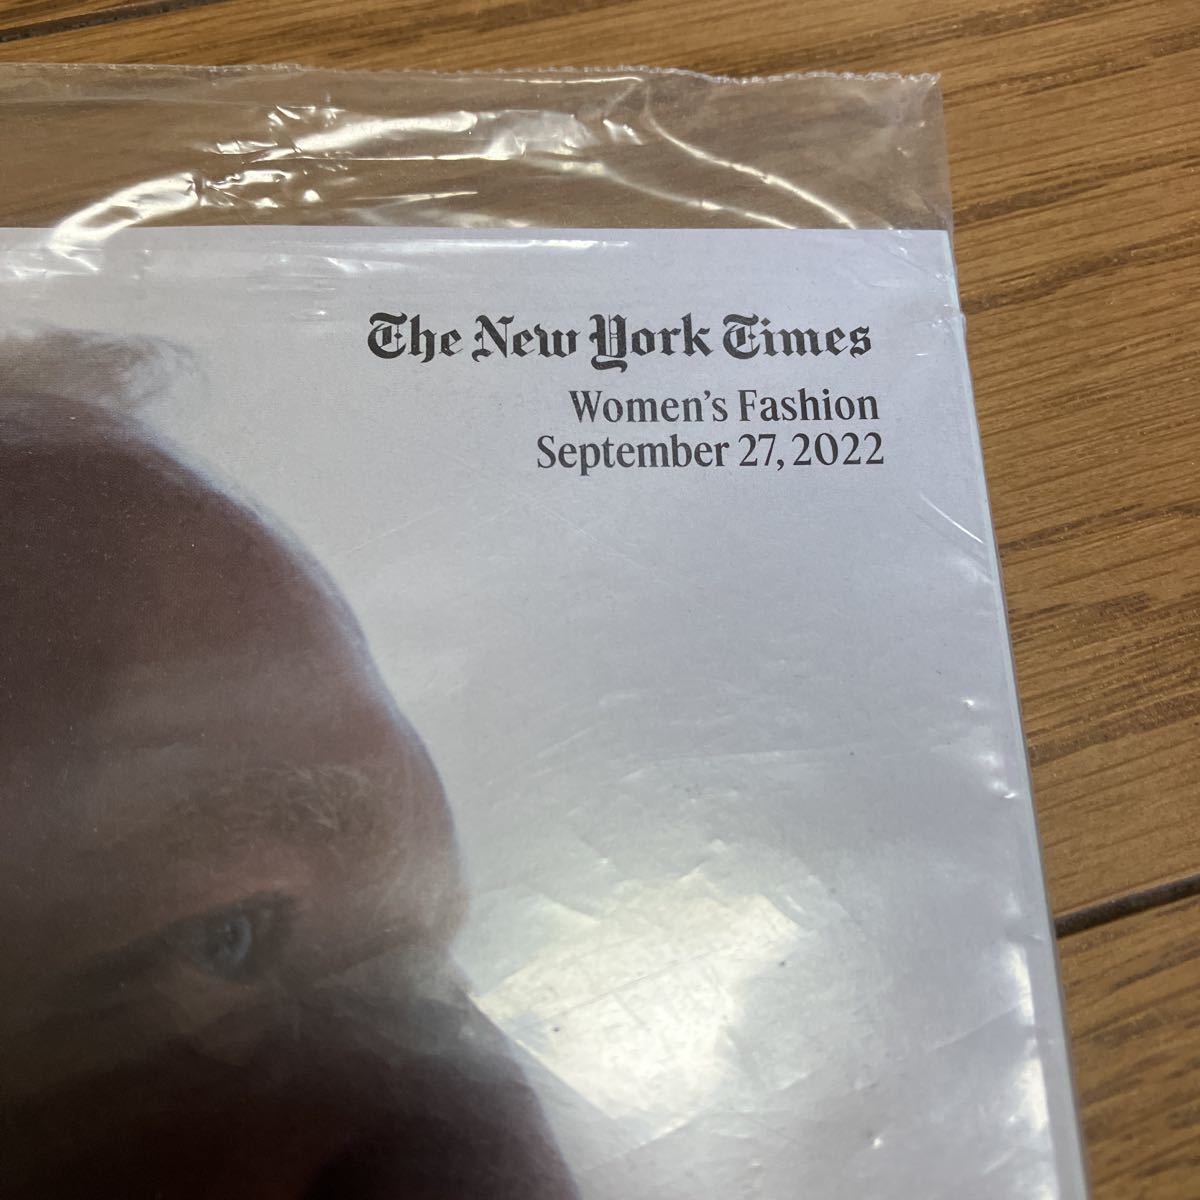 The New York Times
Women's Fashion
September 27, 2022